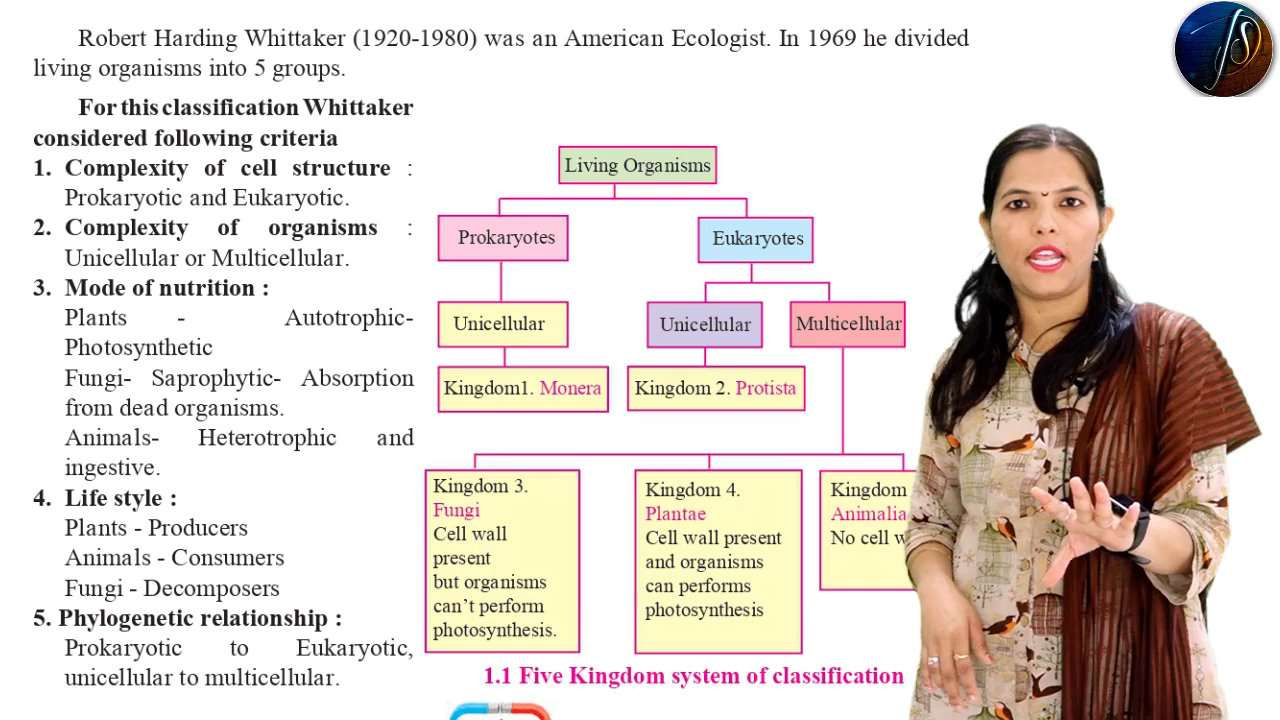 Robert Harding Whittaker (1920-1980) was an American Ecologist. In 1969 he divided
living organisms into 5 groups.
For this classification Whittaker
considered following criteria
1. Complexity of cell structure :
Prokaryotic and Eukaryotic.
2. Complexity of organisms :
Unicellular or Multicellular.
3. Mode of nutrition :
Plants - Autotrophic-
Photosynthetic
Fungi- Saprophytic- Absorption
from dead organisms.
Animals- Heterotrophic and
ingestive.
4. Life style :
Plants - Producers
Animals - Consumers
Fungi - Decomposers
5. Phylogenetic relationship :
Prokaryotic to Eukaryotic,
unicellular to multicellular.
Living Organisms
Prokaryotes
Eukaryotes
Unicellular
Unicellular
Multicellular
Kingdom1. Monera
Kingdom 2. Protista
Kingdom 3.
Fungi
Cell wall
present
but organisms
can't perform
photosynthesis.
Kingdom 4.
Plantae
Cell wall present
and organisms
can performs
photosynthesis
Kingdom
Animalia
No cell
1.1 Five Kingdom system of classification